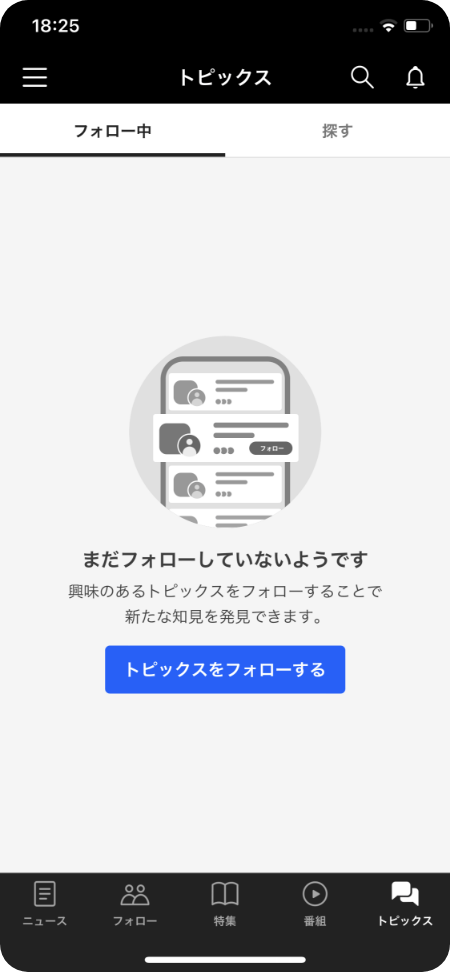 18:25
トピックス
フォロー中
探す
フォロー
まだフォローしていないようです
興味のあるトピックスをフォローすることで
新たな知見を発見できます。
トピックスをフォローする
ニュース
フォロー
特集
番組
トピックス